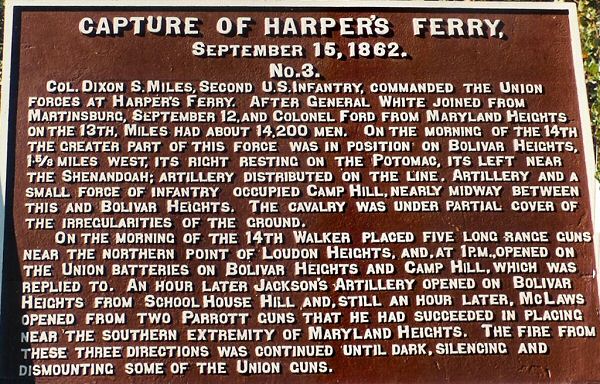 CAPTURE OF HARPER'S FERRY,
SEPTEMBER 15, 1862.
No. 3.
COL. DIXON S. MILES, SECOND U.S. INFANTRY, COMMANDED THE UNION
FORCES AT HARPER'S FERRY. AFTER GENERAL WHITE JOINED FROM
MARTINSBURG, SEPTEMBER 12, AND COLONEL FORD FROM MARYLAND HEIGHTS
ON THE 13TH, MILES HAD ABOUT 14,200 MEN. ON THE MORNING OF THE 14TH
THE GREATER PART OF THIS FORCE WAS IN POSITION ON BOLIVAR HEIGHTS,
1-5/8 MILES WEST, ITS RIGHT RESTING ON THE POTOMAC, ITS LEFT NEAR
THE SHENANDOAH; ARTILLERY DISTRIBUTED ON THE LINE. ARTILLERY AND A
SMALL FORCE OF INFANTRY OCCUPIED CAMP HILL, NEARLY MIDWAY BETWEEN
THIS AND BOLIVAR HEIGHTS. THE CAVALRY WAS UNDER PARTIAL COVER OF
THE IRREGULARITIES OF THE GROUND.
ON THE MORNING OF THE 14TH WALKER PLACED FIVE LONG RANGE GUNS
NEAR THE NORTHERN POINT OF LOUDON HEIGHTS, AND, AT 1 P.M., OPENED ON
THE UNION BATTERIES ON BOLIVAR HEIGHTS AND CAMP HILL, WHICH WAS
REPLIED TO. AN HOUR LATER JACKSON'S ARTILLERY OPENED ON BOLIVAR
HEIGHTS FROM SCHOOL HOUSE HILL AND, STILL AN HOUR LATER, MCLAWS
OPENED FROM TWO PARROTT GUNS THAT HE HAD SUCCEEDED IN PLACING
NEAR THE SOUTHERN EXTREMITY OF MARYLAND HEIGHTS. THE FIRE FROM
THESE THREE DIRECTIONS WAS CONTINUED UNTIL DARK, SILENCING AND
DISMOUNTING SOME OF THE UNION GUNS.